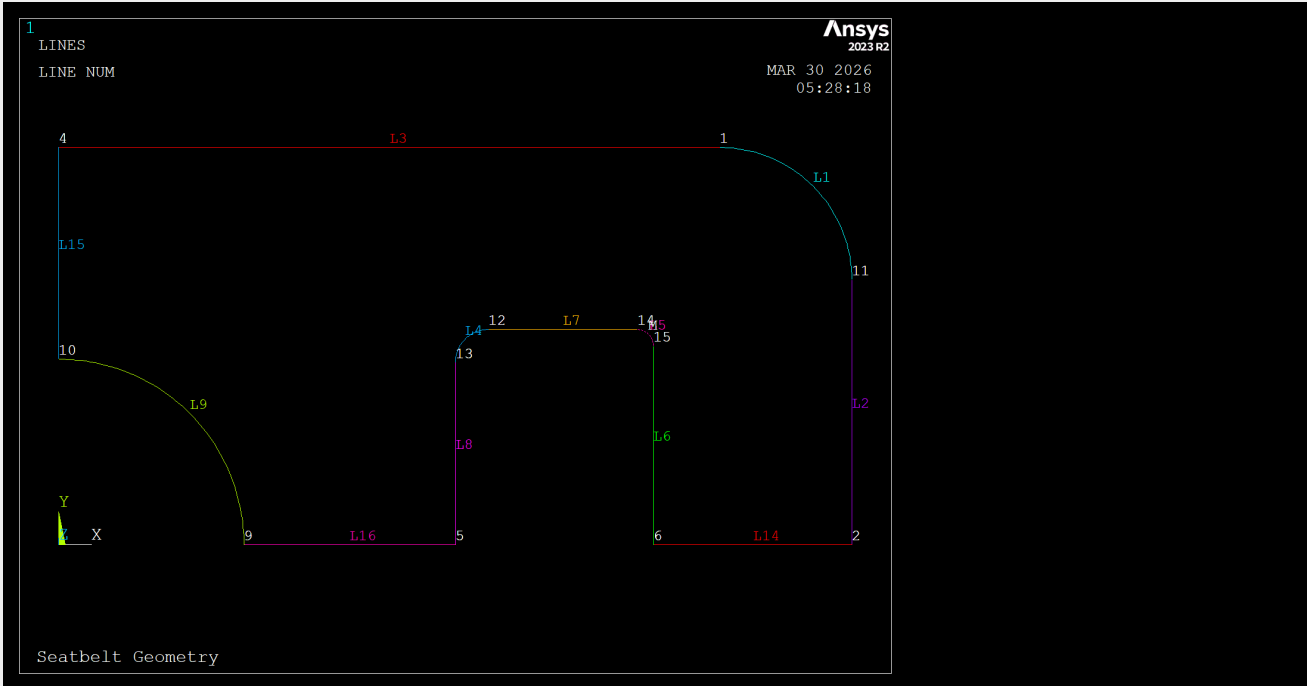 1
LINES
LINE NUM
Ansys
2023 R2
MAR 30 2026
05:28:18
4
L3
1
L1
L15
11
12
L7
14
L4
15
10
13
L9
L2
L8
L6
Y
X
9
L16
5
6
L14
2
Seatbelt Geometry